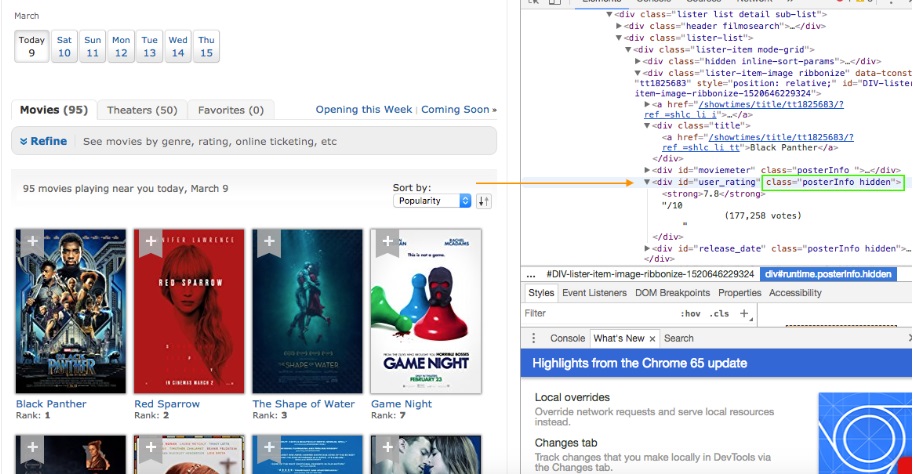 March
Today Sat Sun Mon Tue Wed Thu
9 10 11 12 13 14 15
Movies (95) Theaters (50) Favorites (0) Opening this Week | Coming Soon »
Refine See movies by genre, rating, online ticketing, etc
95 movies playing near you today, March 9
Sort by:
Popularity
JENNIFER LAWRENCE
RED SPARROW
IN CINEMAS MARCH 2
THE SHAPE OF WATER
BLACK PANTHER
RACHEL
McADAMS
This is not a game.
HORRIBLE BOSSES
GAME NIGHT
FEBRUARY 23
Black Panther Red Sparrow The Shape of Water Game Night
Rank: 1 Rank: 2 Rank: 3 Rank: 7
Elements
▼<div class="lister list detail sub-list">
▶<div class="header filmosearch">…</div>
▼<div class="lister-list">
▼<div class="lister-item mode-grid">
▶<div class="hidden inline-sort-params">…</div>
▼<div class="lister-item-image ribbonize" data-tconst=
"tt1825683" style="position: relative;" id="DIV-lister-
item-image-ribbonize-1520646229324">
▶<a href="/showtimes/title/tt1825683/?
ref_=shlc_li_i">…</a>
▼<div class="title">
<a href="/showtimes/title/tt1825683/?
ref_=shlc_li_tt">Black Panther</a>
</div>
▶<div id="moviemeter" class="posterInfo ">…</div>
▼<div id="user_rating" class="posterInfo hidden">
<strong>7.8</strong>
"/10
(177,258 votes)
"
</div>
▶<div id="release_date" class="posterInfo hidden">…
</div>
... #DIV-lister-item-image-ribbonize-1520646229324 div#runtime.posterInfo.hidden
Styles Event Listeners DOM Breakpoints Properties Accessibility
Filter :hov .cls +
Console What's New × Search
Highlights from the Chrome 65 update
Local overrides
Override network requests and serve local resources
instead.
Changes tab
Track changes that you make locally in DevTools via
the Changes tab.